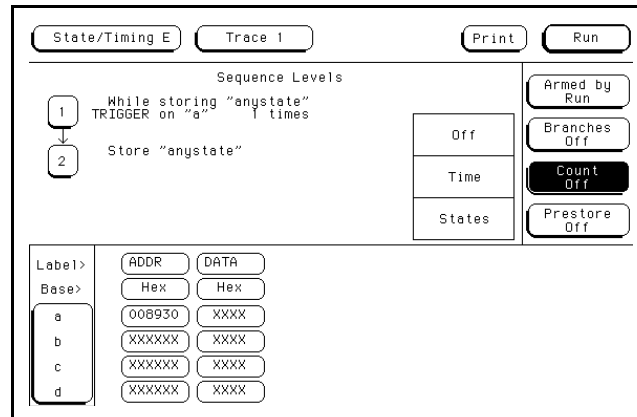 State/Timing E Trace 1 Print Run
Sequence Levels
1 While storing "anystate"
TRIGGER on "a" 1 times
2 Store "anystate"
Off
Time
States
Armed by
Run
Branches
Off
Count
Off
Prestore
Off
Label> ADDR DATA
Base> Hex Hex
a 008930 XXXX
b XXXXXX XXXX
c XXXXXX XXXX
d XXXXXX XXXX